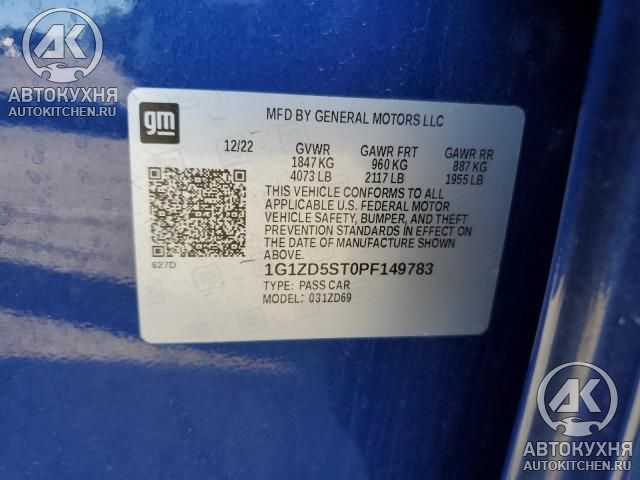 AK
АВТОКУХНЯ
AUTOKITCHEN.RU
gm
MFD BY GENERAL MOTORS LLC
12/22 GVWR GAWR FRT GAWR RR
1847 KG 960 KG 887 KG
4073 LB 2117 LB 1955 LB
THIS VEHICLE CONFORMS TO ALL
APPLICABLE U.S. FEDERAL MOTOR
VEHICLE SAFETY, BUMPER, AND THEFT
PREVENTION STANDARDS IN EFFECT ON
THE DATE OF MANUFACTURE SHOWN
ABOVE.
627D
1G1ZD5ST0PF149783
TYPE: PASS CAR
MODEL: 031ZD69
AK
АВТОКУХНЯ
AUTOKITCHEN.RU